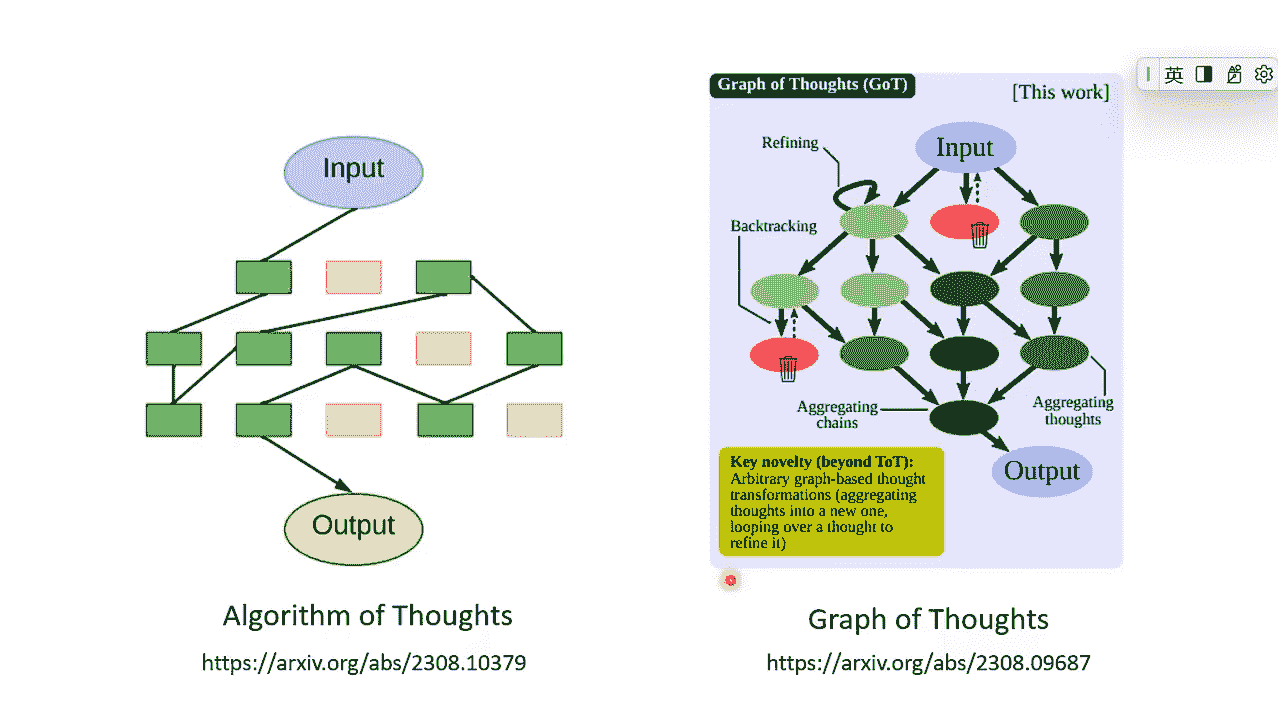 Input
Output
Algorithm of Thoughts
https://arxiv.org/abs/2308.10379
Graph of Thoughts (GoT)
[This work]
Refining
Input
Backtracking
Aggregating
chains
Aggregating
thoughts
Key novelty (beyond ToT):
Arbitrary graph-based thought
transformations (aggregating
thoughts into a new one,
looping over a thought to
refine it)
Output
Graph of Thoughts
https://arxiv.org/abs/2308.09687
英